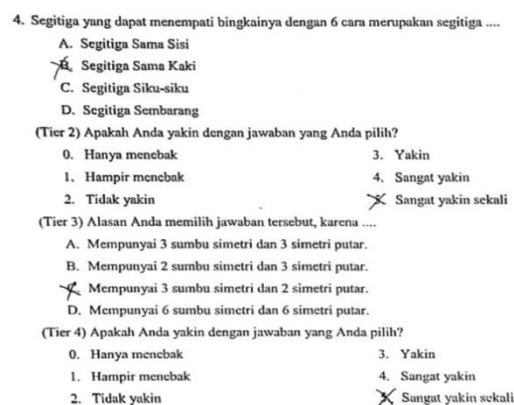 4. Segitiga yang dapat menempati bingkainya dengan 6 cara merupakan segitiga ....
A. Segitiga Sama Sisi
B. Segitiga Sama Kaki
C. Segitiga Siku-siku
D. Segitiga Sembarang
(Tier 2) Apakah Anda yakin dengan jawaban yang Anda pilih?
0. Hanya menebak 3. Yakin
1. Hampir menebak 4. Sangat yakin
2. Tidak yakin 5. Sangat yakin sekali
(Tier 3) Alasan Anda memilih jawaban tersebut, karena ....
A. Mempunyai 3 sumbu simetri dan 3 simetri putar.
B. Mempunyai 2 sumbu simetri dan 3 simetri putar.
C. Mempunyai 3 sumbu simetri dan 2 simetri putar.
D. Mempunyai 6 sumbu simetri dan 6 simetri putar.
(Tier 4) Apakah Anda yakin dengan jawaban yang Anda pilih?
0. Hanya menebak 3. Yakin
1. Hampir menebak 4. Sangat yakin
2. Tidak yakin 5. Sangat yakin sekali